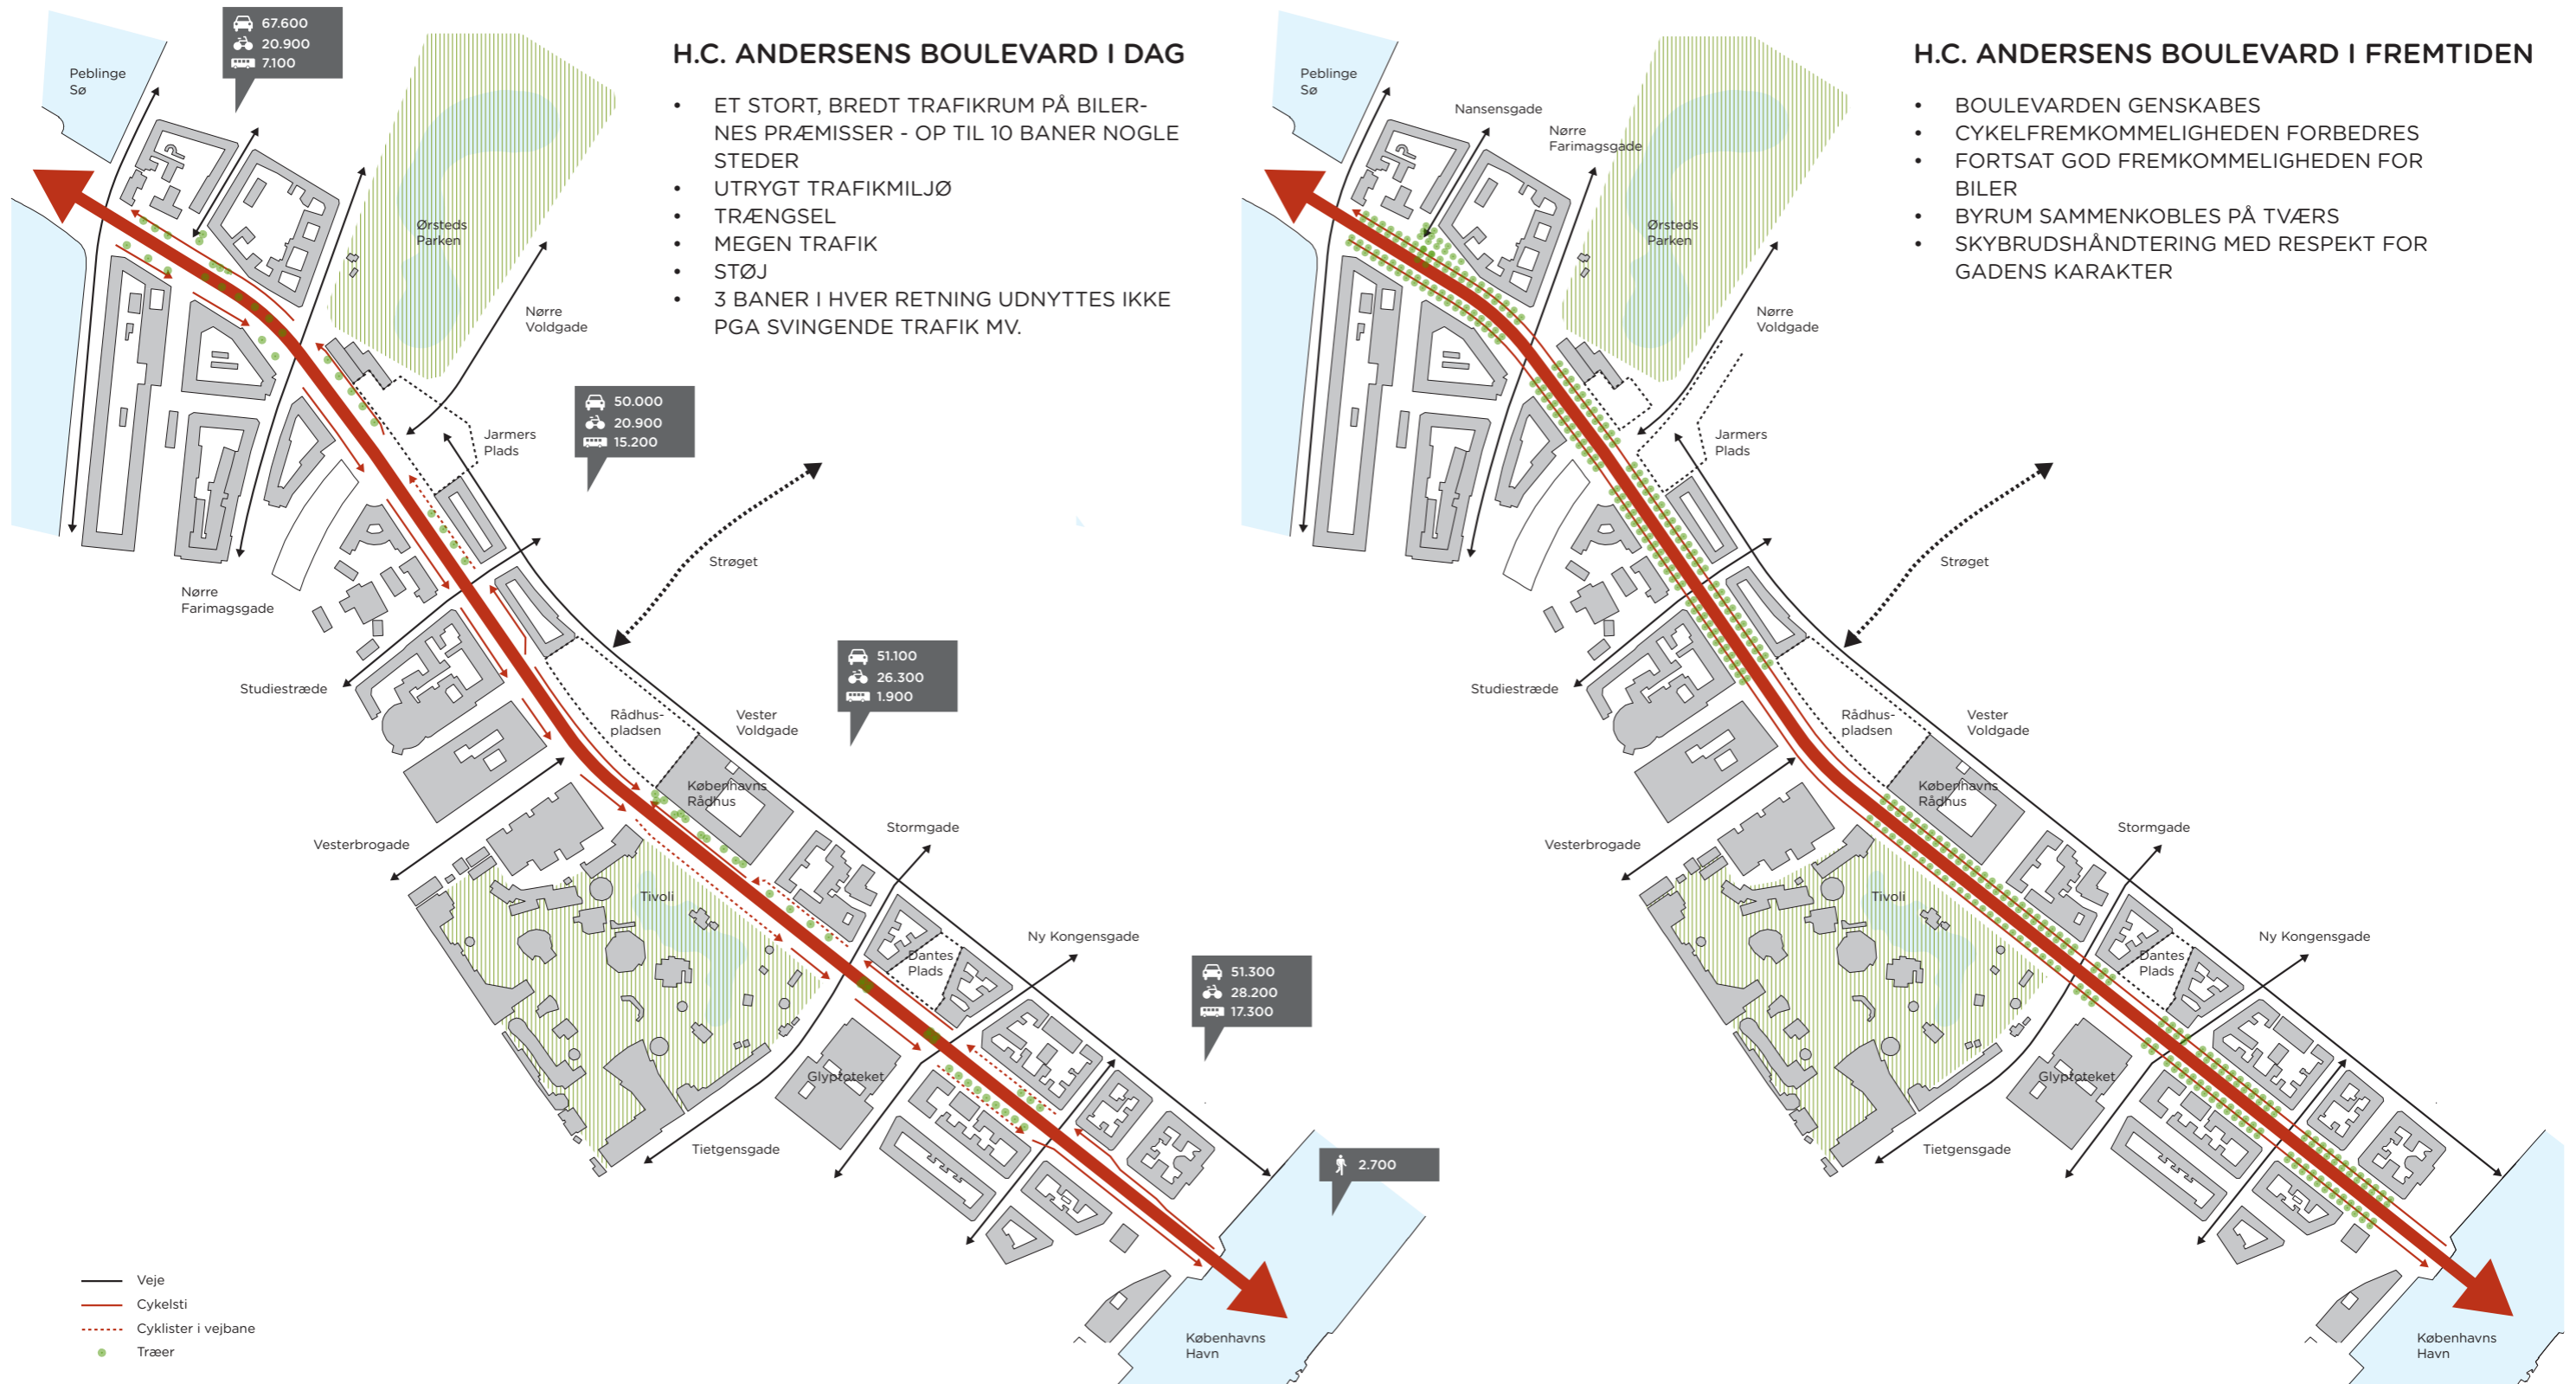 67.600
20.900
7.100
Peblinge
Sø
H.C. ANDERSENS BOULEVARD I DAG
• ET STORT, BREDT TRAFIKRUM PÅ BILER-
NES PRÆMISSER - OP TIL 10 BANER NOGLE
STEDER
• UTRYGT TRAFIKMILJØ
• TRÆNGSEL
• MEGEN TRAFIK
• STØJ
• 3 BANER I HVER RETNING UDNYTTES IKKE
PGA SVINGENDE TRAFIK MV.
Ørsteds
Parken
Nørre
Voldgade
50.000
20.900
15.200
Jarmers
Plads
Strøget
Nørre
Farimagsgade
Studiestræde
51.100
26.300
1.900
Rådhus-
pladsen
Vester
Voldgade
Københavns
Rådhus
Vesterbrogade
Stormgade
Tivoli
Ny Kongensgade
Dantes
Plads
51.300
28.200
17.300
Glyptoteket
Tietgensgade
2.700
Københavns
Havn
Veje
Cykelsti
Cyklister i vejbane
Træer
H.C. ANDERSENS BOULEVARD I FREMTIDEN
• BOULEVARDEN GENSKABES
• CYKELFREMKOMMELIGHEDEN FORBEDRES
• FORTSAT GOD FREMKOMMELIGHEDEN FOR
BILER
• BYRUM SAMMENKOBLES PÅ TVÆRS
• SKYBRUDSHÅNDTERING MED RESPEKT FOR
GADENS KARAKTER
Peblinge
Sø
Nansensgade
Nørre
Farimagsgade
Ørsteds
Parken
Nørre
Voldgade
Jarmers
Plads
Strøget
Studiestræde
Rådhus-
pladsen
Vester
Voldgade
Københavns
Rådhus
Vesterbrogade
Stormgade
Tivoli
Ny Kongensgade
Dantes
Plads
Glyptoteket
Tietgensgade
Københavns
Havn